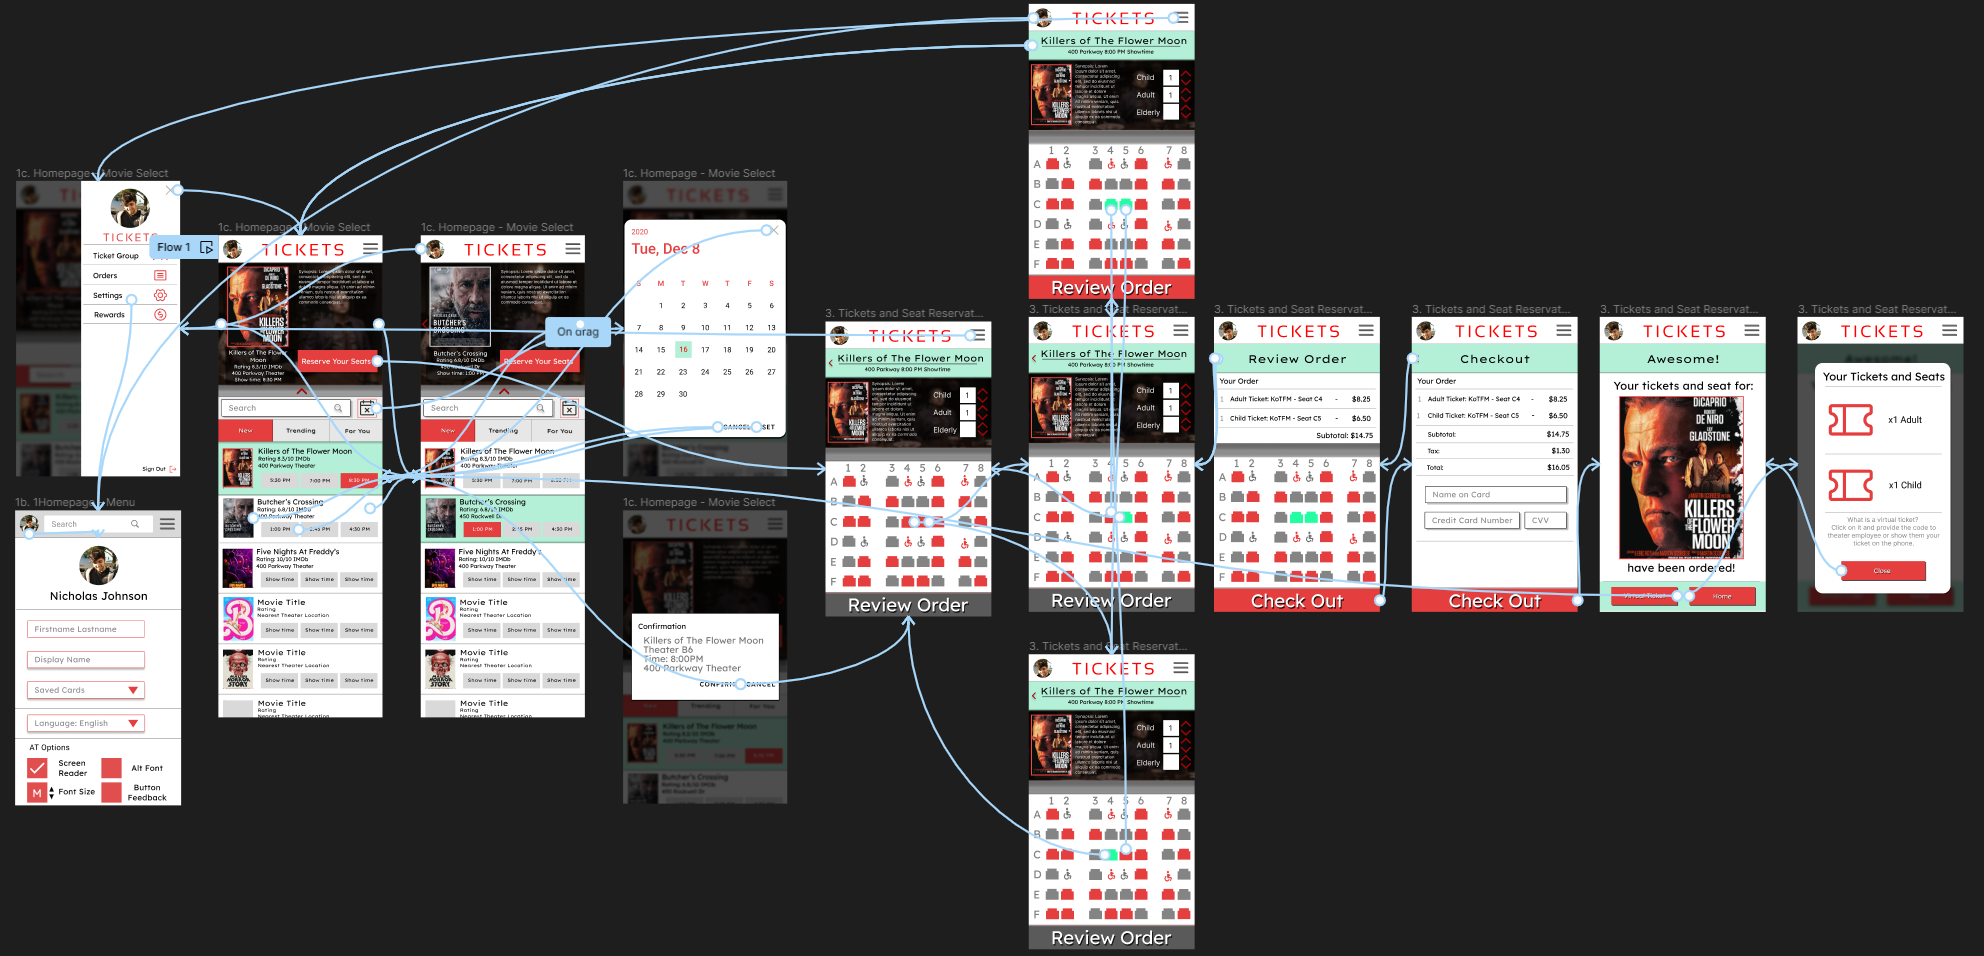 TICKETS
Killers of The Flower Moon
400 Parkway 8:00 PM Showtime
Child 1
Adult 1
Elderly
1 2 3 4 5 6 7 8
A
B
C
D
E
F
Review Order
1c. Homepage - Movie Select
TICKETS
Ticket Group
Orders
Settings
Rewards
Sign Out
Flow 1
1b. 1Homepage - Menu
Search
Nicholas Johnson
Firstname Lastname
Display Name
Saved Cards
Language: English
AT Options
Screen Reader
Alt Font
M
Font Size
Button Feedback
1c. Homepage - Movie Select
TICKETS
DICAPRIO
DE NIRO
GLADSTONE
KILLERS
FLOWER
MOON
Killers of The Flower Moon
Rating 8.3/10 IMDb
400 Parkway Theater
Showtime: 8:30 PM
Reserve Your Seats
Search
New
Trending
For You
Killers of The Flower Moon
Rating 8.3/10 IMDb
400 Parkway Theater
5:30 PM 7:00 PM 8:30 PM
Butcher's Crossing
Rating: 6.8/10 IMDb
400 Parkway Theater
1:00 PM 2:45 PM 4:30 PM
Five Nights At Freddy's
Rating: 10/10 IMDb
400 Parkway Theater
Show time Show time Show time
Movie Title
Rating
Nearest Theater Location
Show time Show time Show time
Movie Title
Rating
Nearest Theater Location
Show time Show time Show time
Movie Title
Rating
Nearest Theater Location
1c. Homepage - Movie Select
TICKETS
BUTCHER'S
CROSSING
Butcher's Crossing
Rating 6.8/10 IMDb
Showtime: 1:00 PM
Reserve Your Seats
On drag
Search
New
Trending
For You
Killers of The Flower Moon
Rating 8.3/10 IMDb
400 Parkway Theater
5:30 PM 7:00 PM 8:30 PM
Butcher's Crossing
Rating: 6.8/10 IMDb
450 Rockwell Dr
1:00 PM 2:45 PM 4:30 PM
Five Nights At Freddy's
Rating: 10/10 IMDb
400 Parkway Theater
Show time Show time Show time
Movie Title
Rating
Nearest Theater Location
Show time Show time Show time
Movie Title
Rating
Nearest Theater Location
Show time Show time Show time
Movie Title
Rating
Nearest Theater Location
1c. Homepage - Movie Select
TICKETS
2020
Tue, Dec 8
S M T W T F S
1 2 3 4 5 6
7 8 9 10 11 12 13
14 15 16 17 18 19 20
21 22 23 24 25 26 27
28 29 30
CANCEL SET
1c. Homepage - Movie Select
TICKETS
Confirmation
Killers of The Flower Moon
Theater B6
Time: 8:00PM
400 Parkway Theater
CONFIRM CANCEL
New Trending For You
Killers of The Flower Moon
3. Tickets and Seat Reservat...
TICKETS
Killers of The Flower Moon
400 Parkway 8:00 PM Showtime
Child 1
Adult 1
Elderly
1 2 3 4 5 6 7 8
A
B
C
D
E
F
Review Order
3. Tickets and Seat Reservat...
TICKETS
Killers of The Flower Moon
400 Parkway 8:00 PM Showtime
Child 1
Adult 1
Elderly
1 2 3 4 5 6 7 8
A
B
C
D
E
F
Review Order
3. Tickets and Seat Reservat...
TICKETS
Killers of The Flower Moon
400 Parkway 8:00 PM Showtime
Child 1
Adult 1
Elderly
1 2 3 4 5 6 7 8
A
B
C
D
E
F
Review Order
3. Tickets and Seat Reservat...
TICKETS
Review Order
Your Order
1 Adult Ticket: KoTFM - Seat C4 - $8.25
1 Child Ticket: KoTFM - Seat C5 - $6.50
Subtotal: $14.75
1 2 3 4 5 6 7 8
A
B
C
D
E
F
Check Out
3. Tickets and Seat Reservat...
TICKETS
Checkout
Your Order
1 Adult Ticket: KoTFM - Seat C4 - $8.25
1 Child Ticket: KoTFM - Seat C5 - $6.50
Subtotal: $14.75
Tax: $1.30
Total: $16.05
Name on Card
Credit Card Number
CVV
Check Out
3. Tickets and Seat Reservat...
TICKETS
Awesome!
Your tickets and seat for:
DICAPRIO
ROBERT
DE NIRO
LILY
GLADSTONE
KILLERS
OF THE
FLOWER
MOON
have been ordered!
Virtual Ticket
Home
3. Tickets and Seat Reservat...
TICKETS
Awesome!
Your Tickets and Seats
x1 Adult
x1 Child
What is a virtual ticket?
Click on it and provide the code to
theater employee or show them your
ticket on the phone.
Close